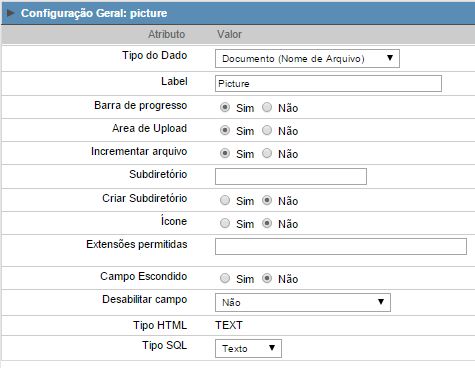 Configuração Geral: picture
Atributo Valor
Tipo do Dado Documento (Nome de Arquivo)
Label Picture
Barra de progresso Sim Não
Area de Upload Sim Não
Incrementar arquivo Sim Não
Subdiretório
Criar Subdiretório Sim Não
Ícone Sim Não
Extensões permitidas
Campo Escondido Sim Não
Desabilitar campo Não
Tipo HTML TEXT
Tipo SQL Texto